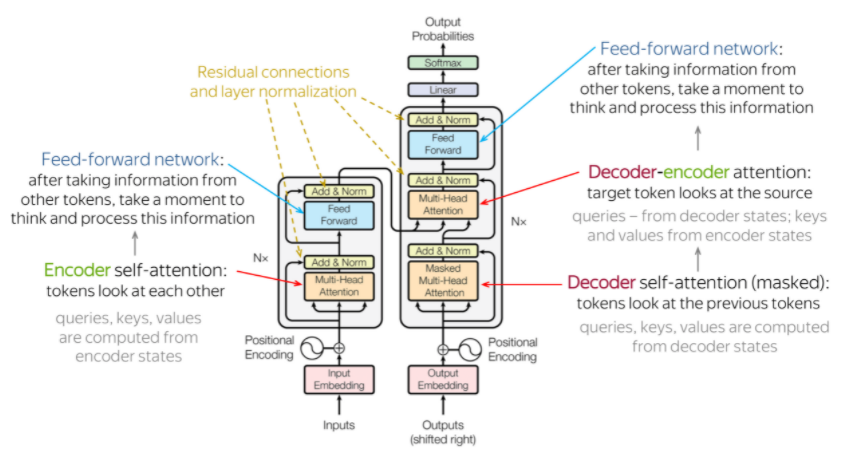 Output
Probabilities
Softmax
Linear
Add & Norm
Feed
Forward
Add & Norm
Multi-Head
Attention
Add & Norm
Masked
Multi-Head
Attention
Nx
Positional
Encoding
Output
Embedding
Outputs
(shifted right)
Residual connections
and layer normalization
Add & Norm
Feed
Forward
Nx
Add & Norm
Multi-Head
Attention
Positional
Encoding
Input
Embedding
Inputs
Feed-forward network:
after taking information from
other tokens, take a moment to
think and process this information
Encoder self-attention:
tokens look at each other
queries, keys, values
are computed from
encoder states
Feed-forward network:
after taking information from
other tokens, take a moment to
think and process this information
Decoder-encoder attention:
target token looks at the source
queries – from decoder states; keys
and values from encoder states
Decoder self-attention (masked):
tokens look at the previous tokens
queries, keys, values are computed
from decoder states